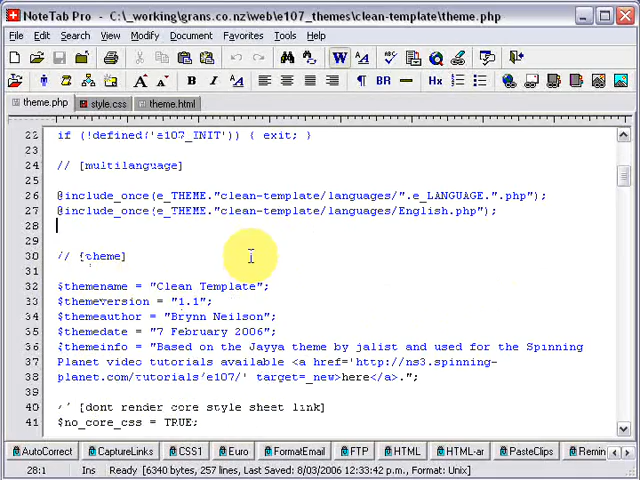 NoteTab Pro - C:\_working\grans.co.nz\web\e107_themes\clean-template\theme.php
File Edit Search View Modify Document Favorites Tools Help
W
A A B I A ¶ BR Hx
theme.php style.css theme.html
22 if (!defined('e107_INIT')) { exit; }
23
24 // [multilanguage]
25
26 @include_once(e_THEME."clean-template/languages/".e_LANGUAGE.".php");
27 @include_once(e_THEME."clean-template/languages/English.php");
28
29
30 // [theme]
31
32 $themename = "Clean Template";
33 $themeversion = "1.1";
34 $themeauthor = "Brynn Neilson";
35 $themedate = "7 February 2006";
36 $themeinfo = "Based on the Jayya theme by jalist and used for the Spinning
37 Planet video tutorials available <a href='http://ns3.spinning-
38 planet.com/tutorials/e107/' target=_new>here</a>.";
39
40 // [dont render core style sheet link]
41 $no_core_css = TRUE;
AutoCorrect CaptureLinks CSS1 Euro FormatEmail FTP HTML HTML-ar PasteClips Remin
28:1 Ins Ready [6340 bytes, 257 lines, Last Saved: 8/03/2006 12:33:42 p.m., Format: Unix]